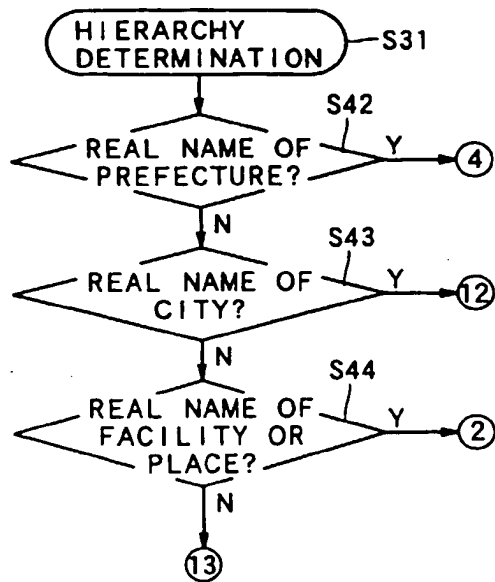 HIERARCHY
DETERMINATION
S31
S42
REAL NAME OF
PREFECTURE?
Y
4
N
S43
REAL NAME OF
CITY?
Y
12
N
S44
REAL NAME OF
FACILITY OR
PLACE?
Y
2
N
13